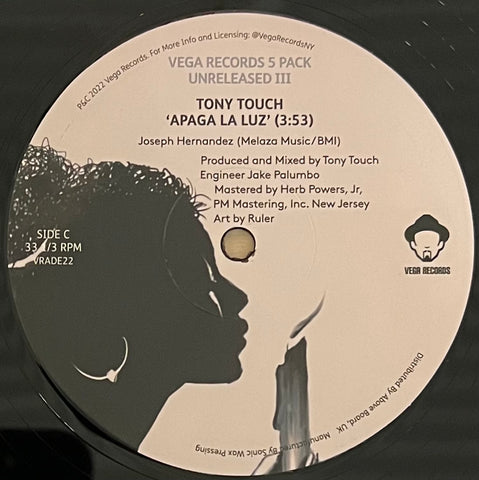 P&C 2022 Vega Records. For More Info and Licensing: @VegaRecordsNY
VEGA RECORDS 5 PACK
UNRELEASED III
TONY TOUCH
‘APAGA LA LUZ’ (3:53)
Joseph Hernandez (Melaza Music/BMI)
Produced and Mixed by Tony Touch
Engineer Jake Palumbo
Mastered by Herb Powers, Jr,
PM Mastering, Inc. New Jersey
Art by Ruler
SIDE C
33 1/3 RPM
VRADE22
VEGA RECORDS
Distributed By Above Board, UK. Manufactured By Sonic Wax Pressing